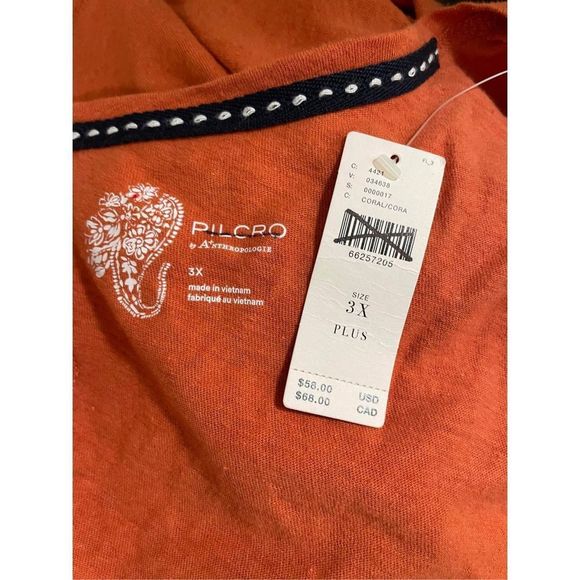 PILCRO
by ANTHROPOLOGIE
3X
made in vietnam
fabriqué au vietnam
C: 4431
V: 034638
S: 0000017
C: CORAL/CORA
66257205
SIZE
3X
PLUS
$58.00 USD
$68.00 CAD